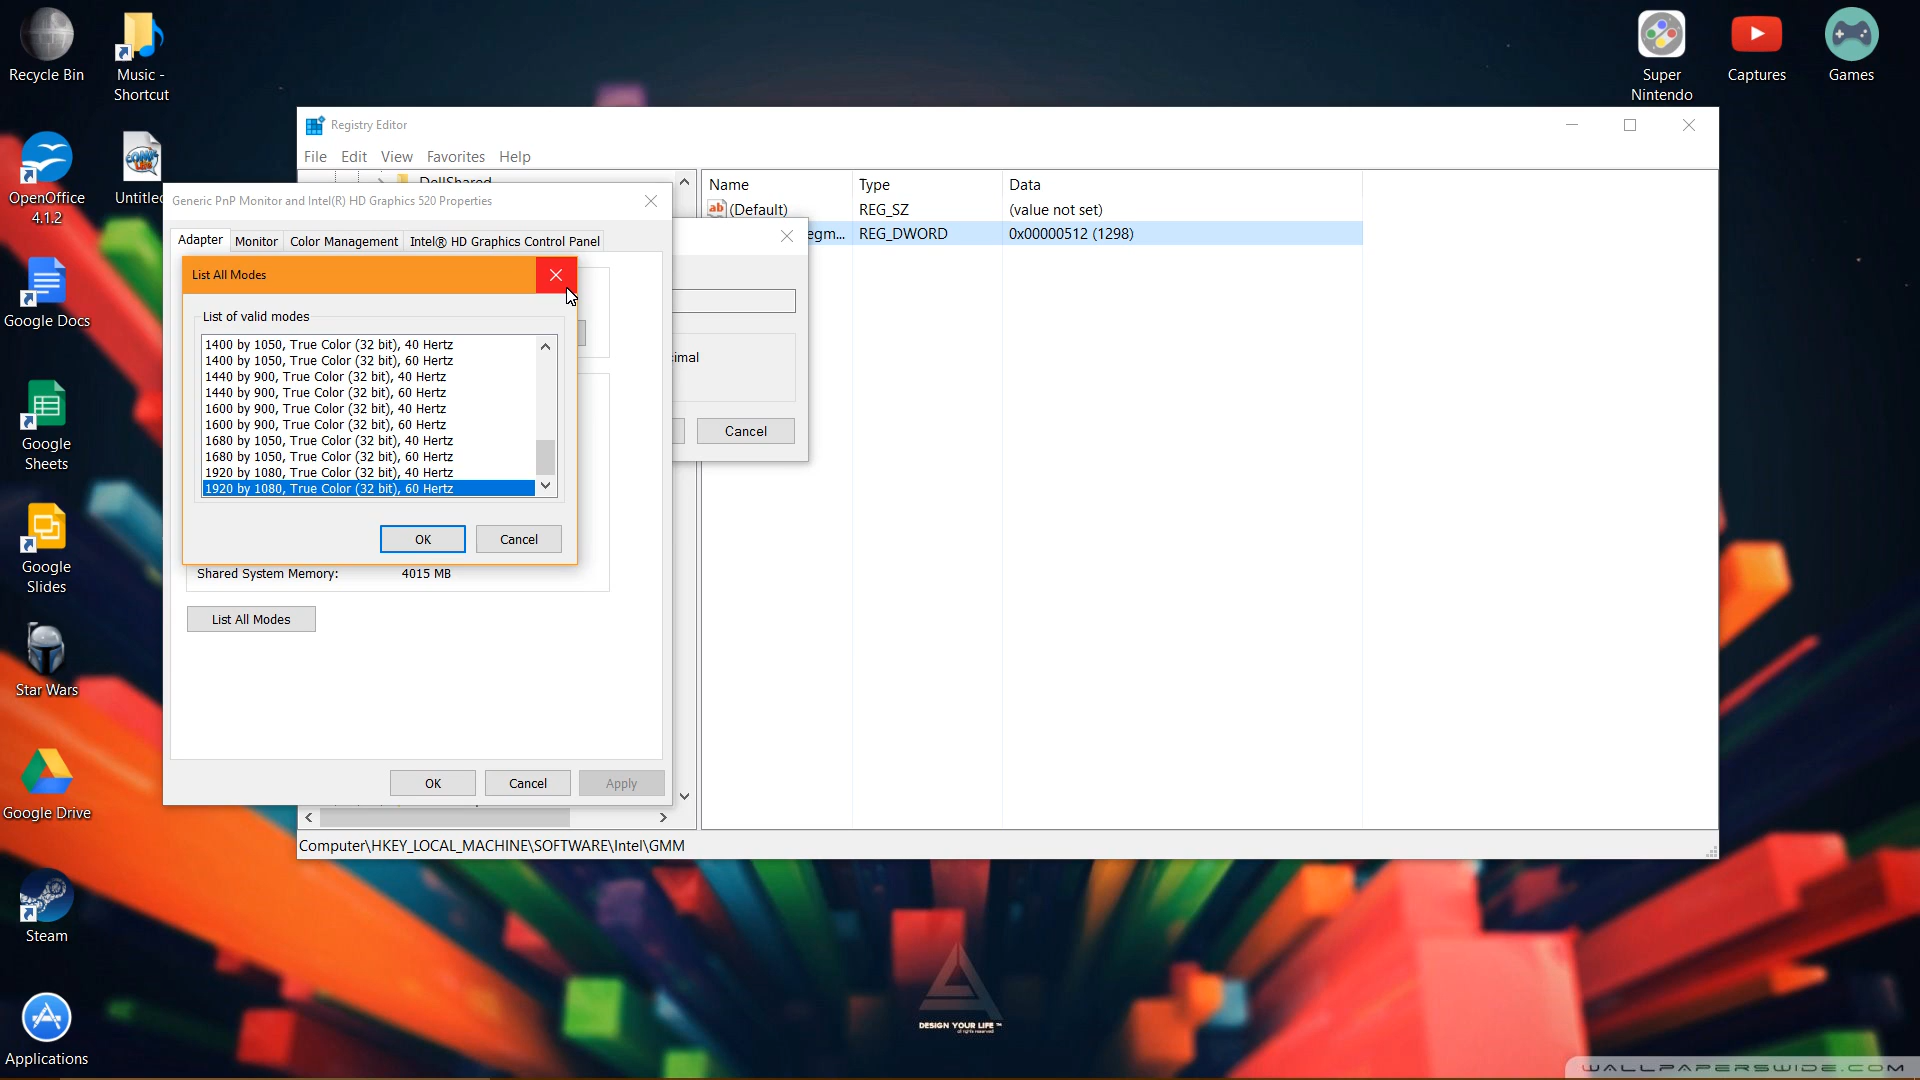 Recycle Bin
Music -
Shortcut
Super
Nintendo
Captures
Games
OpenOffice
4.1.2
Google Docs
Google
Sheets
Google
Slides
Star Wars
Google Drive
Steam
Applications
Registry Editor
File Edit View Favorites Help
Name Type Data
ab (Default) REG_SZ (value not set)
egm... REG_DWORD 0x00000512 (1298)
Cancel
Computer\HKEY_LOCAL_MACHINE\SOFTWARE\Intel\GMM
Generic PnP Monitor and Intel(R) HD Graphics 520 Properties
Adapter Monitor Color Management Intel® HD Graphics Control Panel
List All Modes
List of valid modes
1400 by 1050, True Color (32 bit), 40 Hertz
1400 by 1050, True Color (32 bit), 60 Hertz
1440 by 900, True Color (32 bit), 40 Hertz
1440 by 900, True Color (32 bit), 60 Hertz
1600 by 900, True Color (32 bit), 40 Hertz
1600 by 900, True Color (32 bit), 60 Hertz
1680 by 1050, True Color (32 bit), 40 Hertz
1680 by 1050, True Color (32 bit), 60 Hertz
1920 by 1080, True Color (32 bit), 40 Hertz
1920 by 1080, True Color (32 bit), 60 Hertz
OK Cancel
Shared System Memory: 4015 MB
List All Modes
OK Cancel Apply
DESIGN YOUR LIFE ™
all rights reserved
WALLPAPERSWIDE.COM